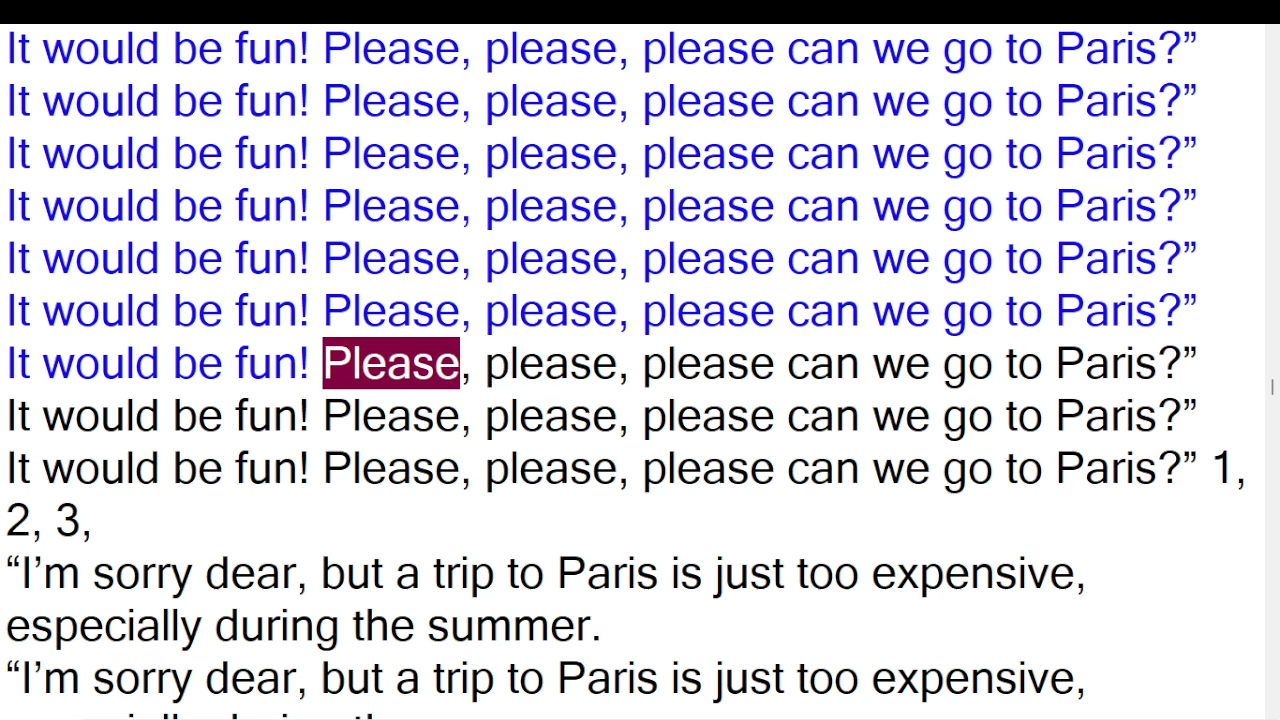 It would be fun! Please, please, please can we go to Paris?”
It would be fun! Please, please, please can we go to Paris?”
It would be fun! Please, please, please can we go to Paris?”
It would be fun! Please, please, please can we go to Paris?”
It would be fun! Please, please, please can we go to Paris?”
It would be fun! Please, please, please can we go to Paris?”
It would be fun! Please, please, please can we go to Paris?”
It would be fun! Please, please, please can we go to Paris?”
It would be fun! Please, please, please can we go to Paris?” 1,
2, 3,
“I’m sorry dear, but a trip to Paris is just too expensive,
especially during the summer.
“I’m sorry dear, but a trip to Paris is just too expensive,